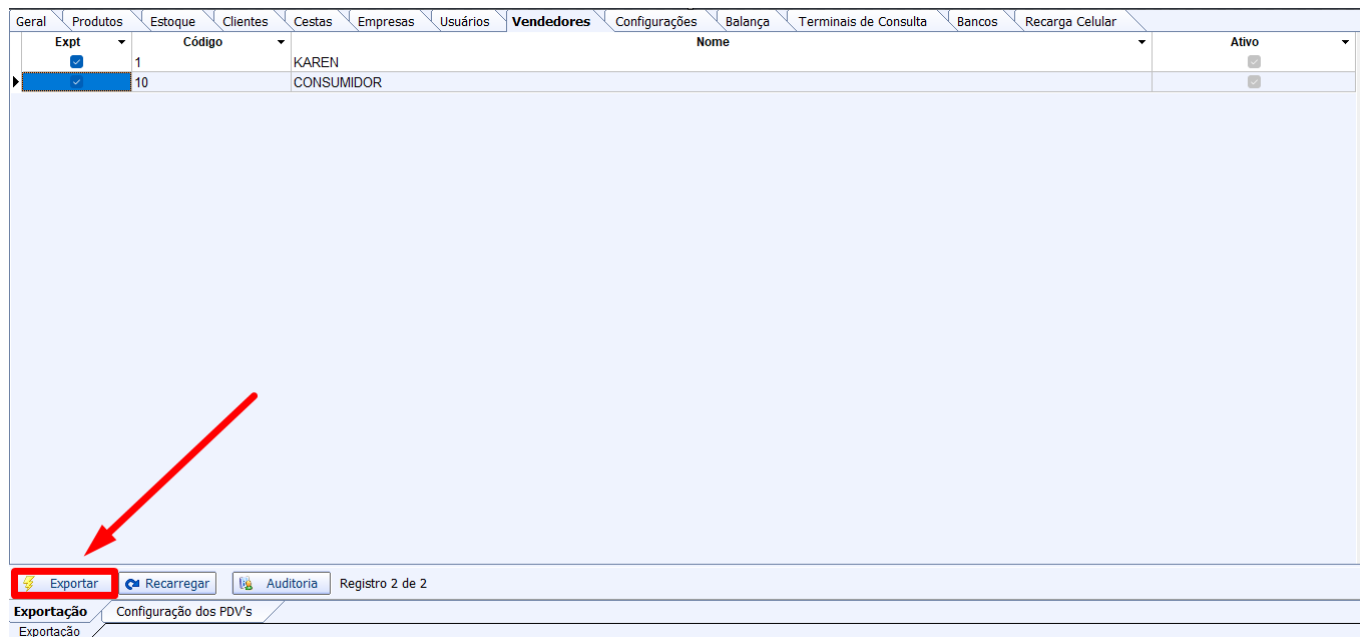 Geral Produtos Estoque Clientes Cestas Empresas Usuários Vendedores Configurações Balança Terminais de Consulta Bancos Recarga Celular
Expt Código Nome Ativo
1 KAREN
10 CONSUMIDOR
Exportar Recarregar Auditoria Registro 2 de 2
Exportação Configuração dos PDV's
Exportação